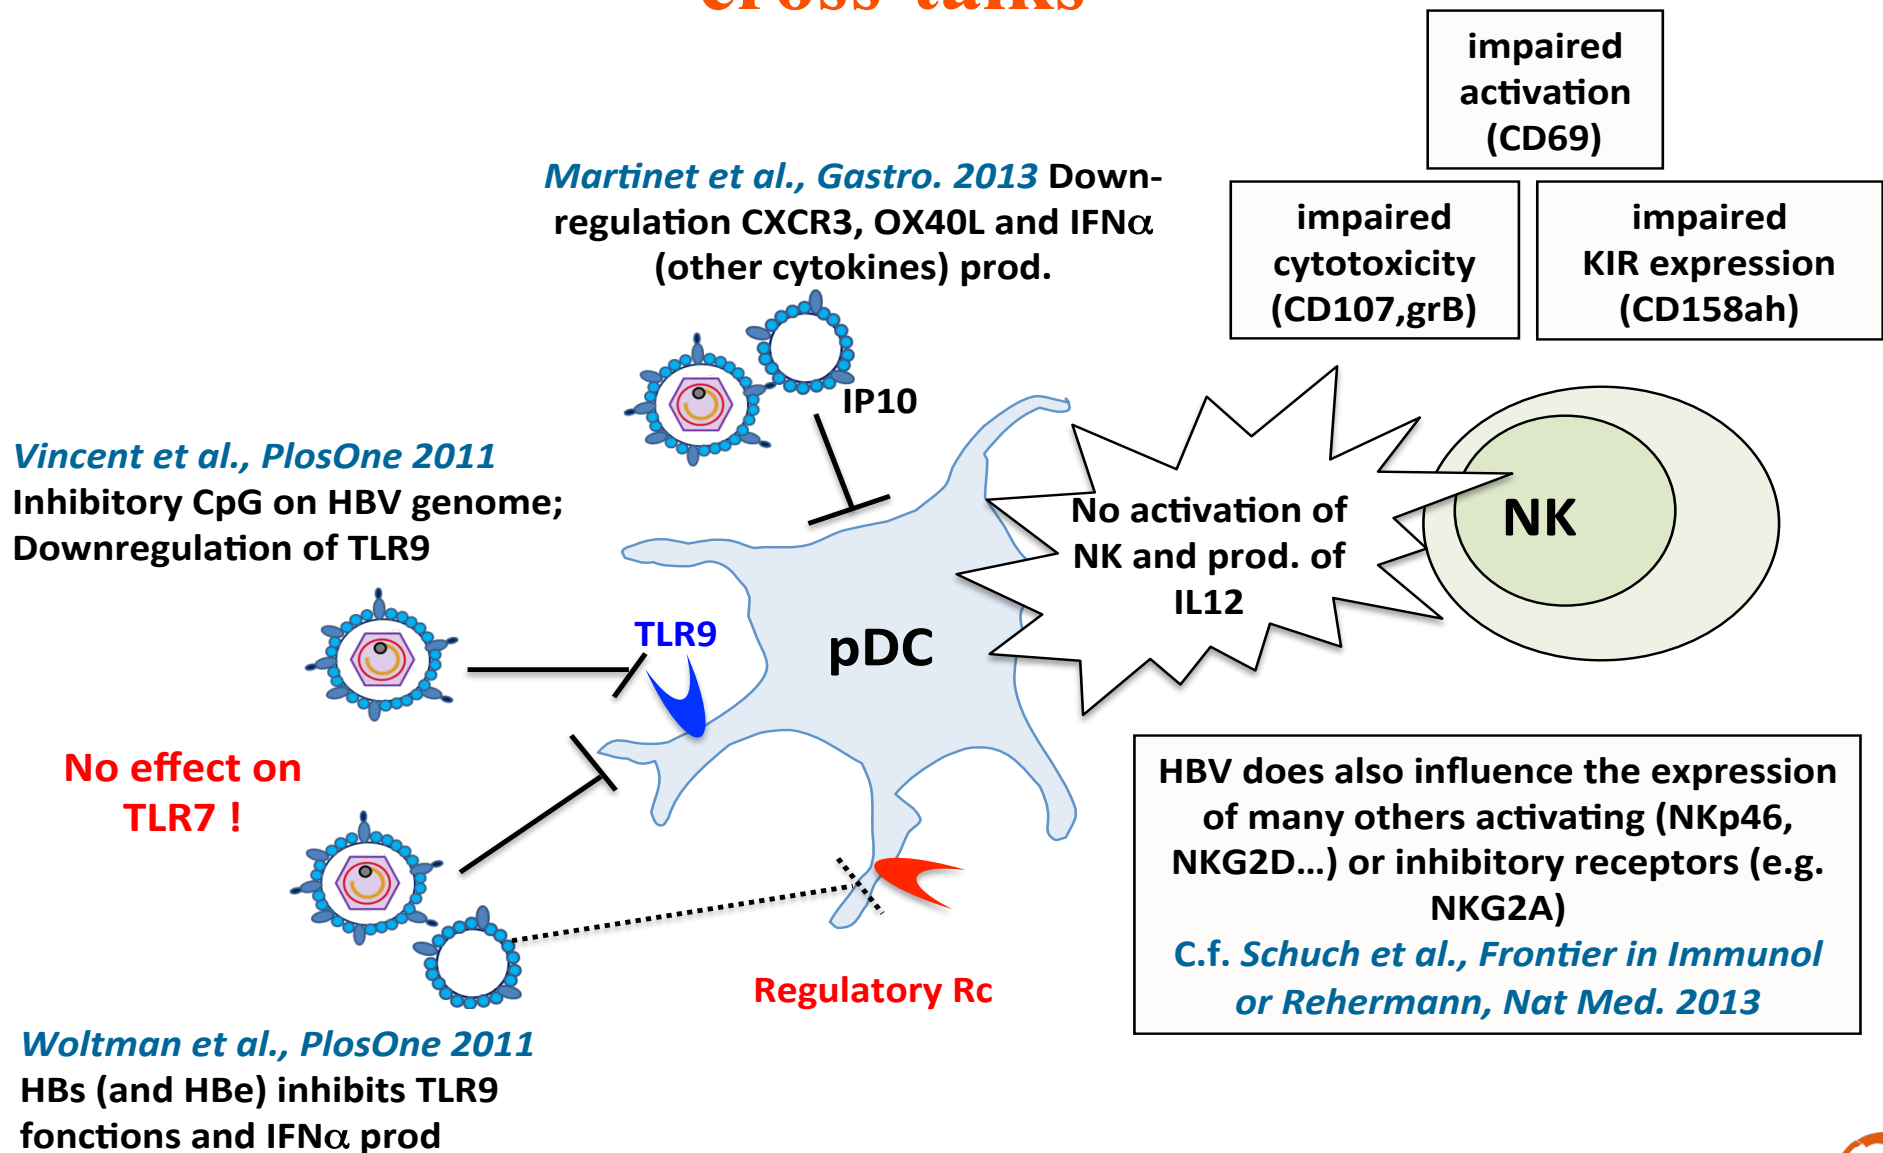 cross-talks
impaired
activation
(CD69)
Martinet et al., Gastro. 2013 Down-
regulation CXCR3, OX40L and IFNα
(other cytokines) prod.
impaired
cytotoxicity
(CD107,grB)
impaired
KIR expression
(CD158ah)
IP10
Vincent et al., PlosOne 2011
Inhibitory CpG on HBV genome;
Downregulation of TLR9
No activation of
NK and prod. of
IL12
NK
TLR9
pDC
No effect on
TLR7 !
HBV does also influence the expression
of many others activating (NKp46,
NKG2D...) or inhibitory receptors (e.g.
NKG2A)
C.f. Schuch et al., Frontier in Immunol
or Rehermann, Nat Med. 2013
Regulatory Rc
Woltman et al., PlosOne 2011
HBs (and HBe) inhibits TLR9
fonctions and IFNα prod